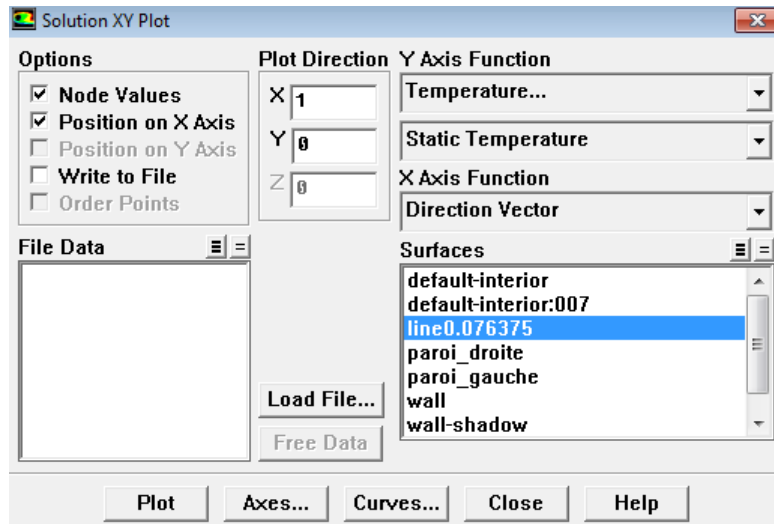 Solution XY Plot
Options
Node Values
Position on X Axis
Position on Y Axis
Write to File
Order Points
Plot Direction
X 1
Y 0
Z 0
Y Axis Function
Temperature...
Static Temperature
X Axis Function
Direction Vector
File Data
Load File...
Free Data
Surfaces
default-interior
default-interior:007
line0.076375
paroi_droite
paroi_gauche
wall
wall-shadow
Plot
Axes...
Curves...
Close
Help